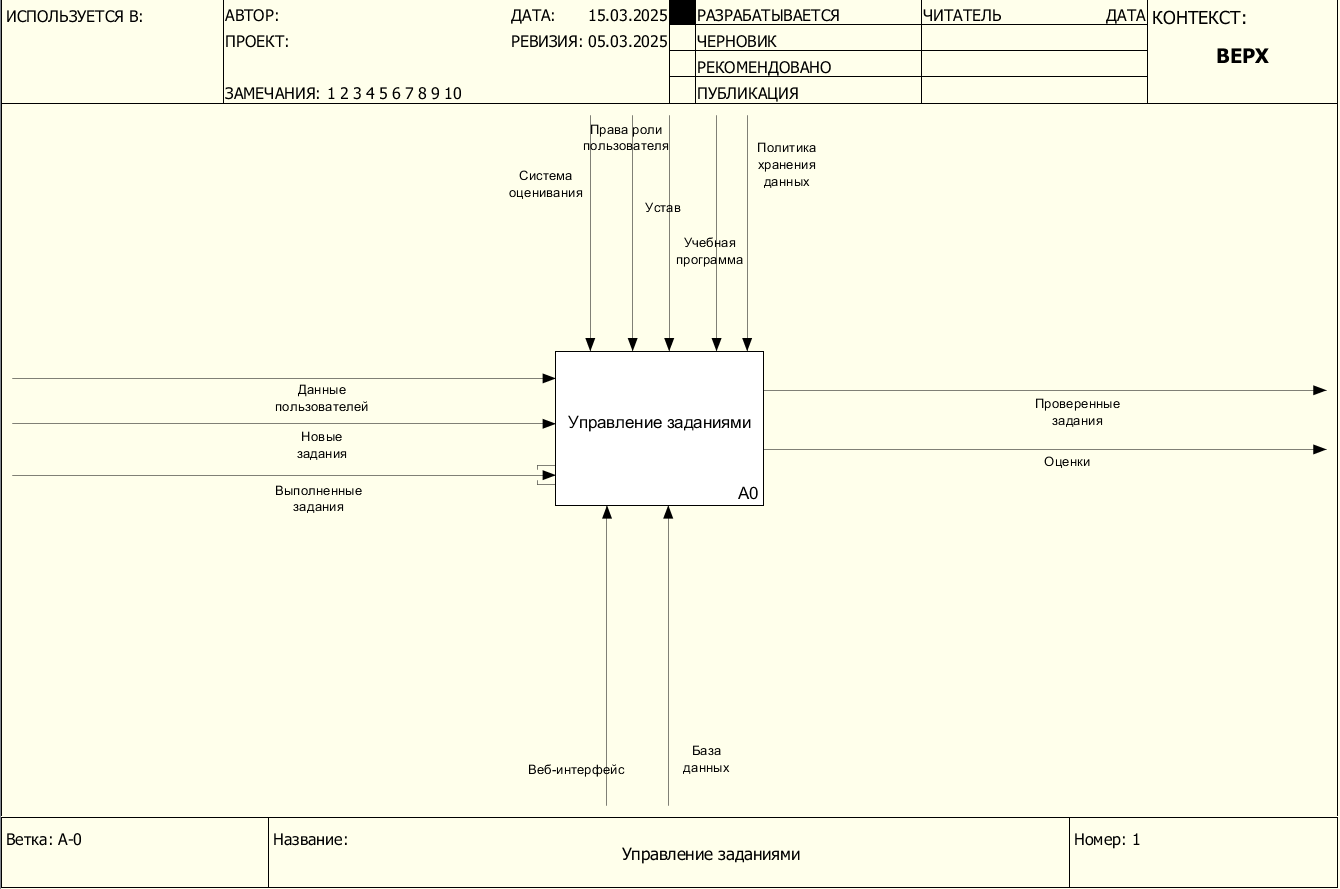 ИСПОЛЬЗУЕТСЯ В:
АВТОР:
ДАТА: 15.03.2025
ПРОЕКТ:
РЕВИЗИЯ: 05.03.2025
ЗАМЕЧАНИЯ: 1 2 3 4 5 6 7 8 9 10
РАЗРАБАТЫВАЕТСЯ
ЧЕРНОВИК
РЕКОМЕНДОВАНО
ПУБЛИКАЦИЯ
ЧИТАТЕЛЬ
ДАТА
КОНТЕКСТ:
ВЕРХ
Права роли
пользователя
Система
оценивания
Устав
Учебная
программа
Политика
хранения
данных
Данные
пользователей
Новые
задания
Выполненные
задания
Управление заданиями
A0
Проверенные
задания
Оценки
Веб-интерфейс
База
данных
Ветка: A-0
Название:
Управление заданиями
Номер: 1